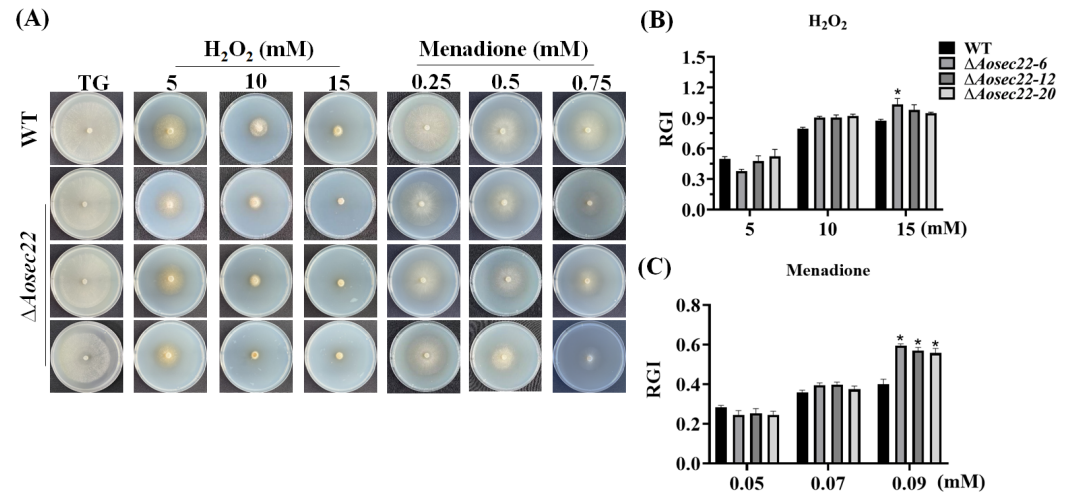 (A)
H₂O₂ (mM)
Menadione (mM)
TG 5 10 15 0.25 0.5 0.75
WT
ΔAosec22
(B)
H₂O₂
WT
ΔAosec22-6
ΔAosec22-12
ΔAosec22-20
RGI
1.5
1.2
0.9
0.6
0.3
0.0
*
5 10 15 (mM)
(C)
Menadione
RGI
0.8
0.6
0.4
0.2
0.0
* * *
0.05 0.07 0.09 (mM)